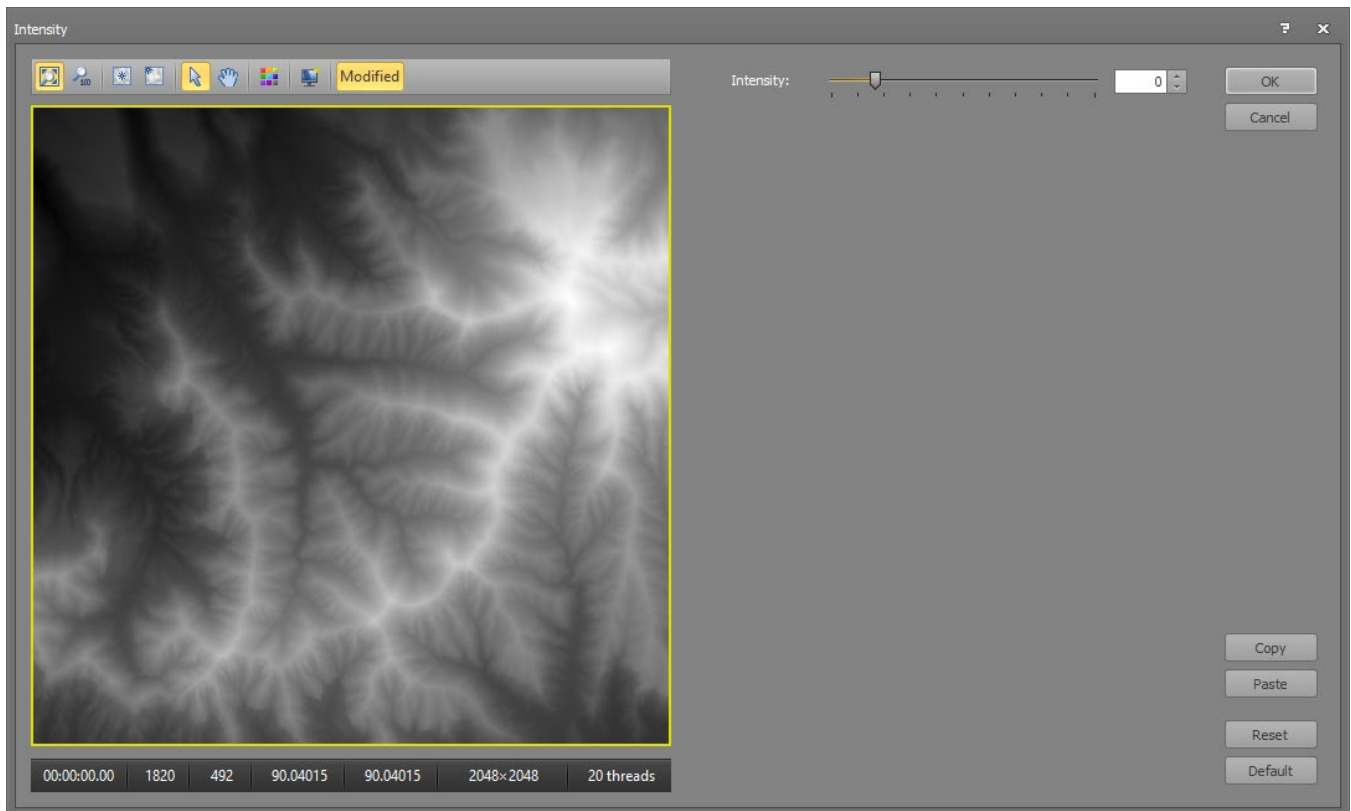 Intensity
? x
100 Modified
Intensity: 0
OK
Cancel
Copy
Paste
Reset
Default
00:00:00.00 1820 492 90.04015 90.04015 2048×2048 20 threads